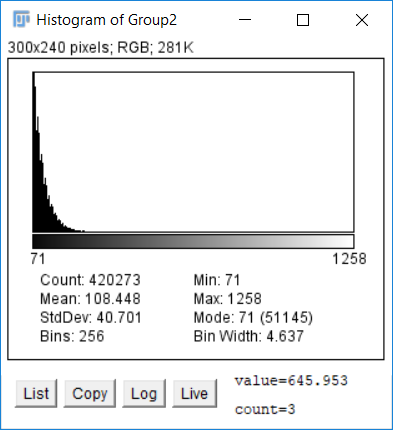 Histogram of Group2
300x240 pixels; RGB; 281K
71 1258
Count: 420273 Min: 71
Mean: 108.448 Max: 1258
StdDev: 40.701 Mode: 71 (51145)
Bins: 256 Bin Width: 4.637
List Copy Log Live value=645.953
count=3